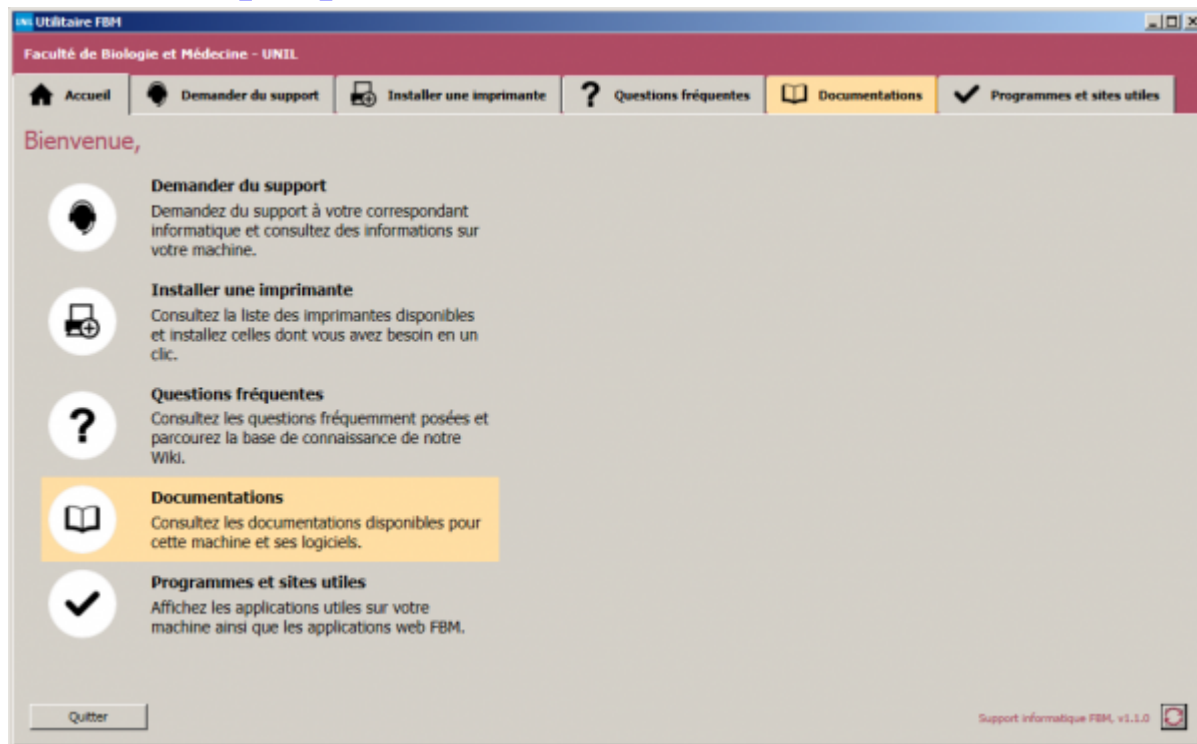 UNIL Utilitaire FBM
Faculté de Biologie et Médecine - UNIL
Accueil
Demander du support
Installer une imprimante
? Questions fréquentes
Documentations
Programmes et sites utiles
Bienvenue,
Demander du support
Demandez du support à votre correspondant
informatique et consultez des informations sur
votre machine.
Installer une imprimante
Consultez la liste des imprimantes disponibles
et installez celles dont vous avez besoin en un
clic.
?
Questions fréquentes
Consultez les questions fréquemment posées et
parcourez la base de connaissance de notre
Wiki.
Documentations
Consultez les documentations disponibles pour
cette machine et ses logiciels.
Programmes et sites utiles
Affichez les applications utiles sur votre
machine ainsi que les applications web FBM.
Quitter
Support informatique FBM, v1.1.0